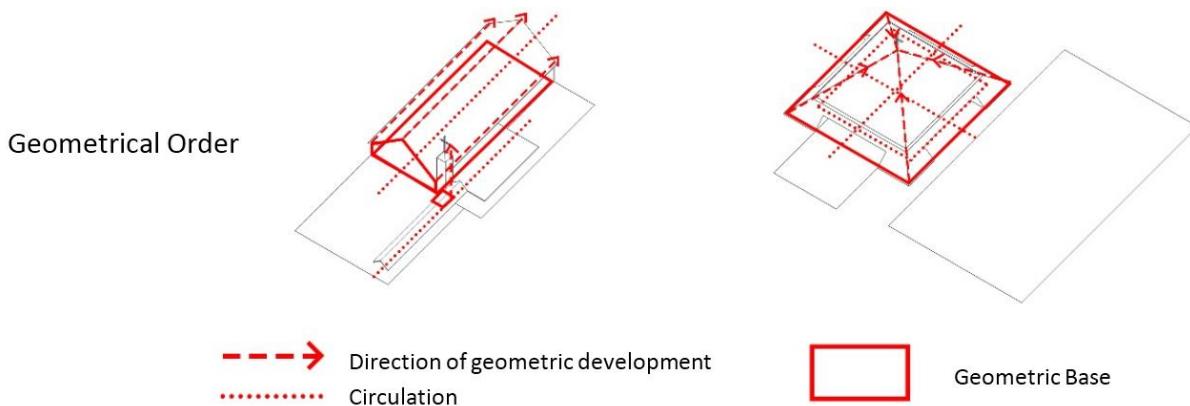 Geometrical Order
Direction of geometric development
Circulation
Geometric Base